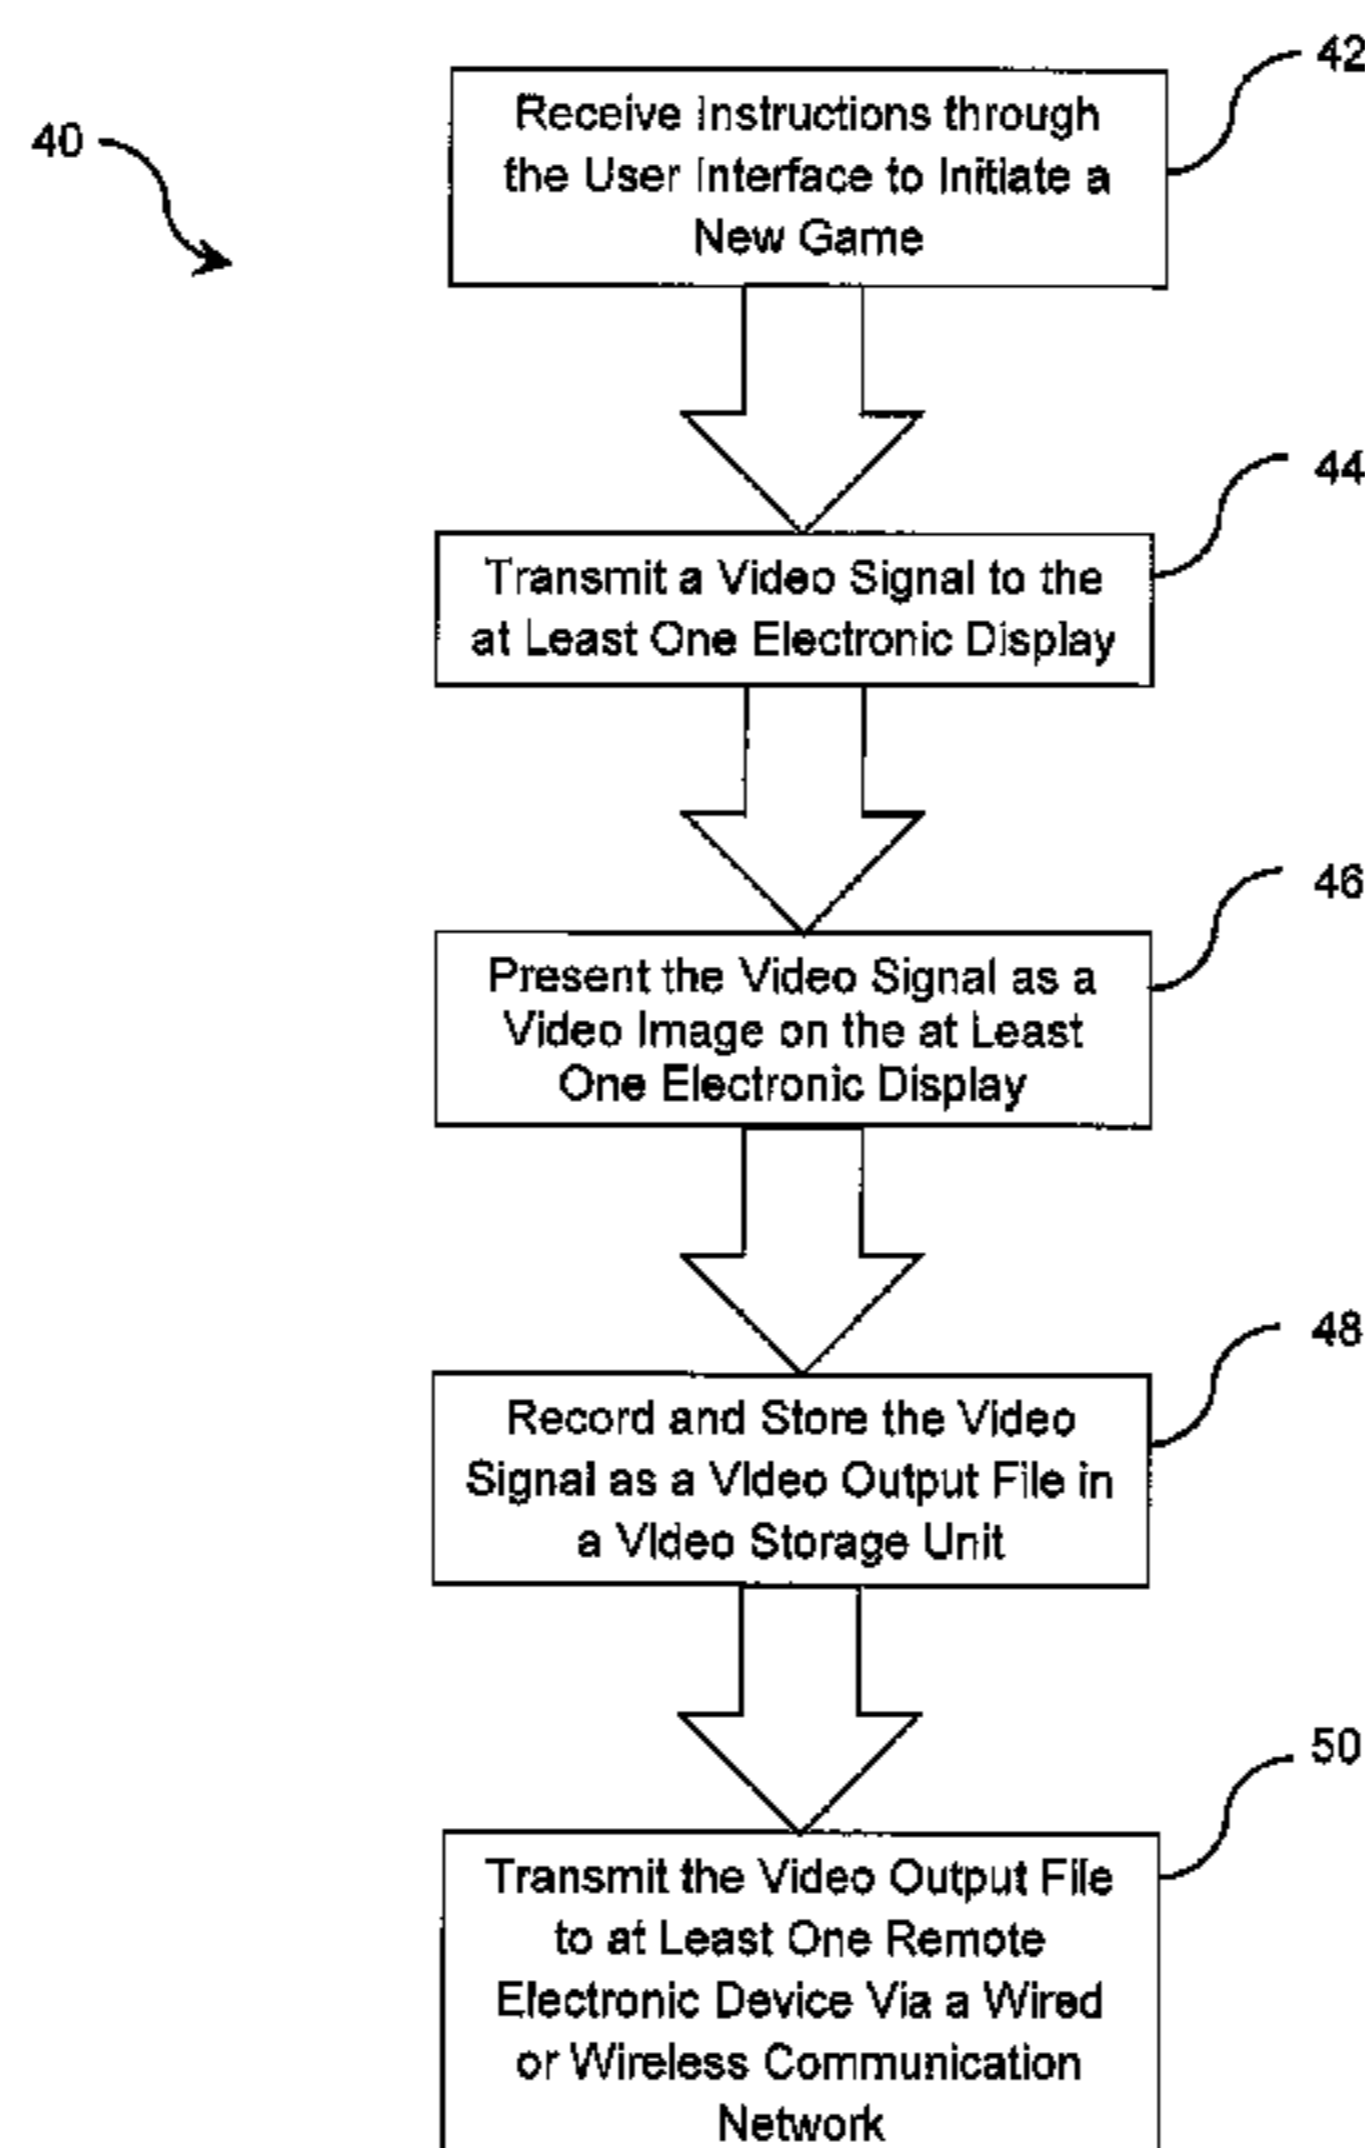 42
40
Receive Instructions through
the User Interface to Initiate a
New Game
44
Transmit a Video Signal to the
at Least One Electronic Display
46
Present the Video Signal as a
Video Image on the at Least
One Electronic Display
48
Record and Store the Video
Signal as a Video Output File in
a Video Storage Unit
50
Transmit the Video Output File
to at Least One Remote
Electronic Device Via a Wired
or Wireless Communication
Network